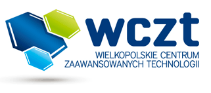 wczt
WIELKOPOLSKIE CENTRUM
ZAAWANSOWANYCH TECHNOLOGII